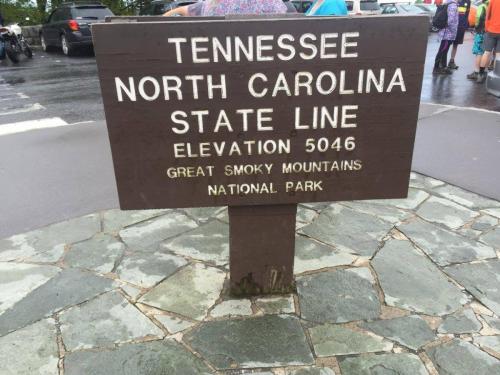 TENNESSEE
NORTH CAROLINA
STATE LINE
ELEVATION 5046
GREAT SMOKY MOUNTAINS
NATIONAL PARK